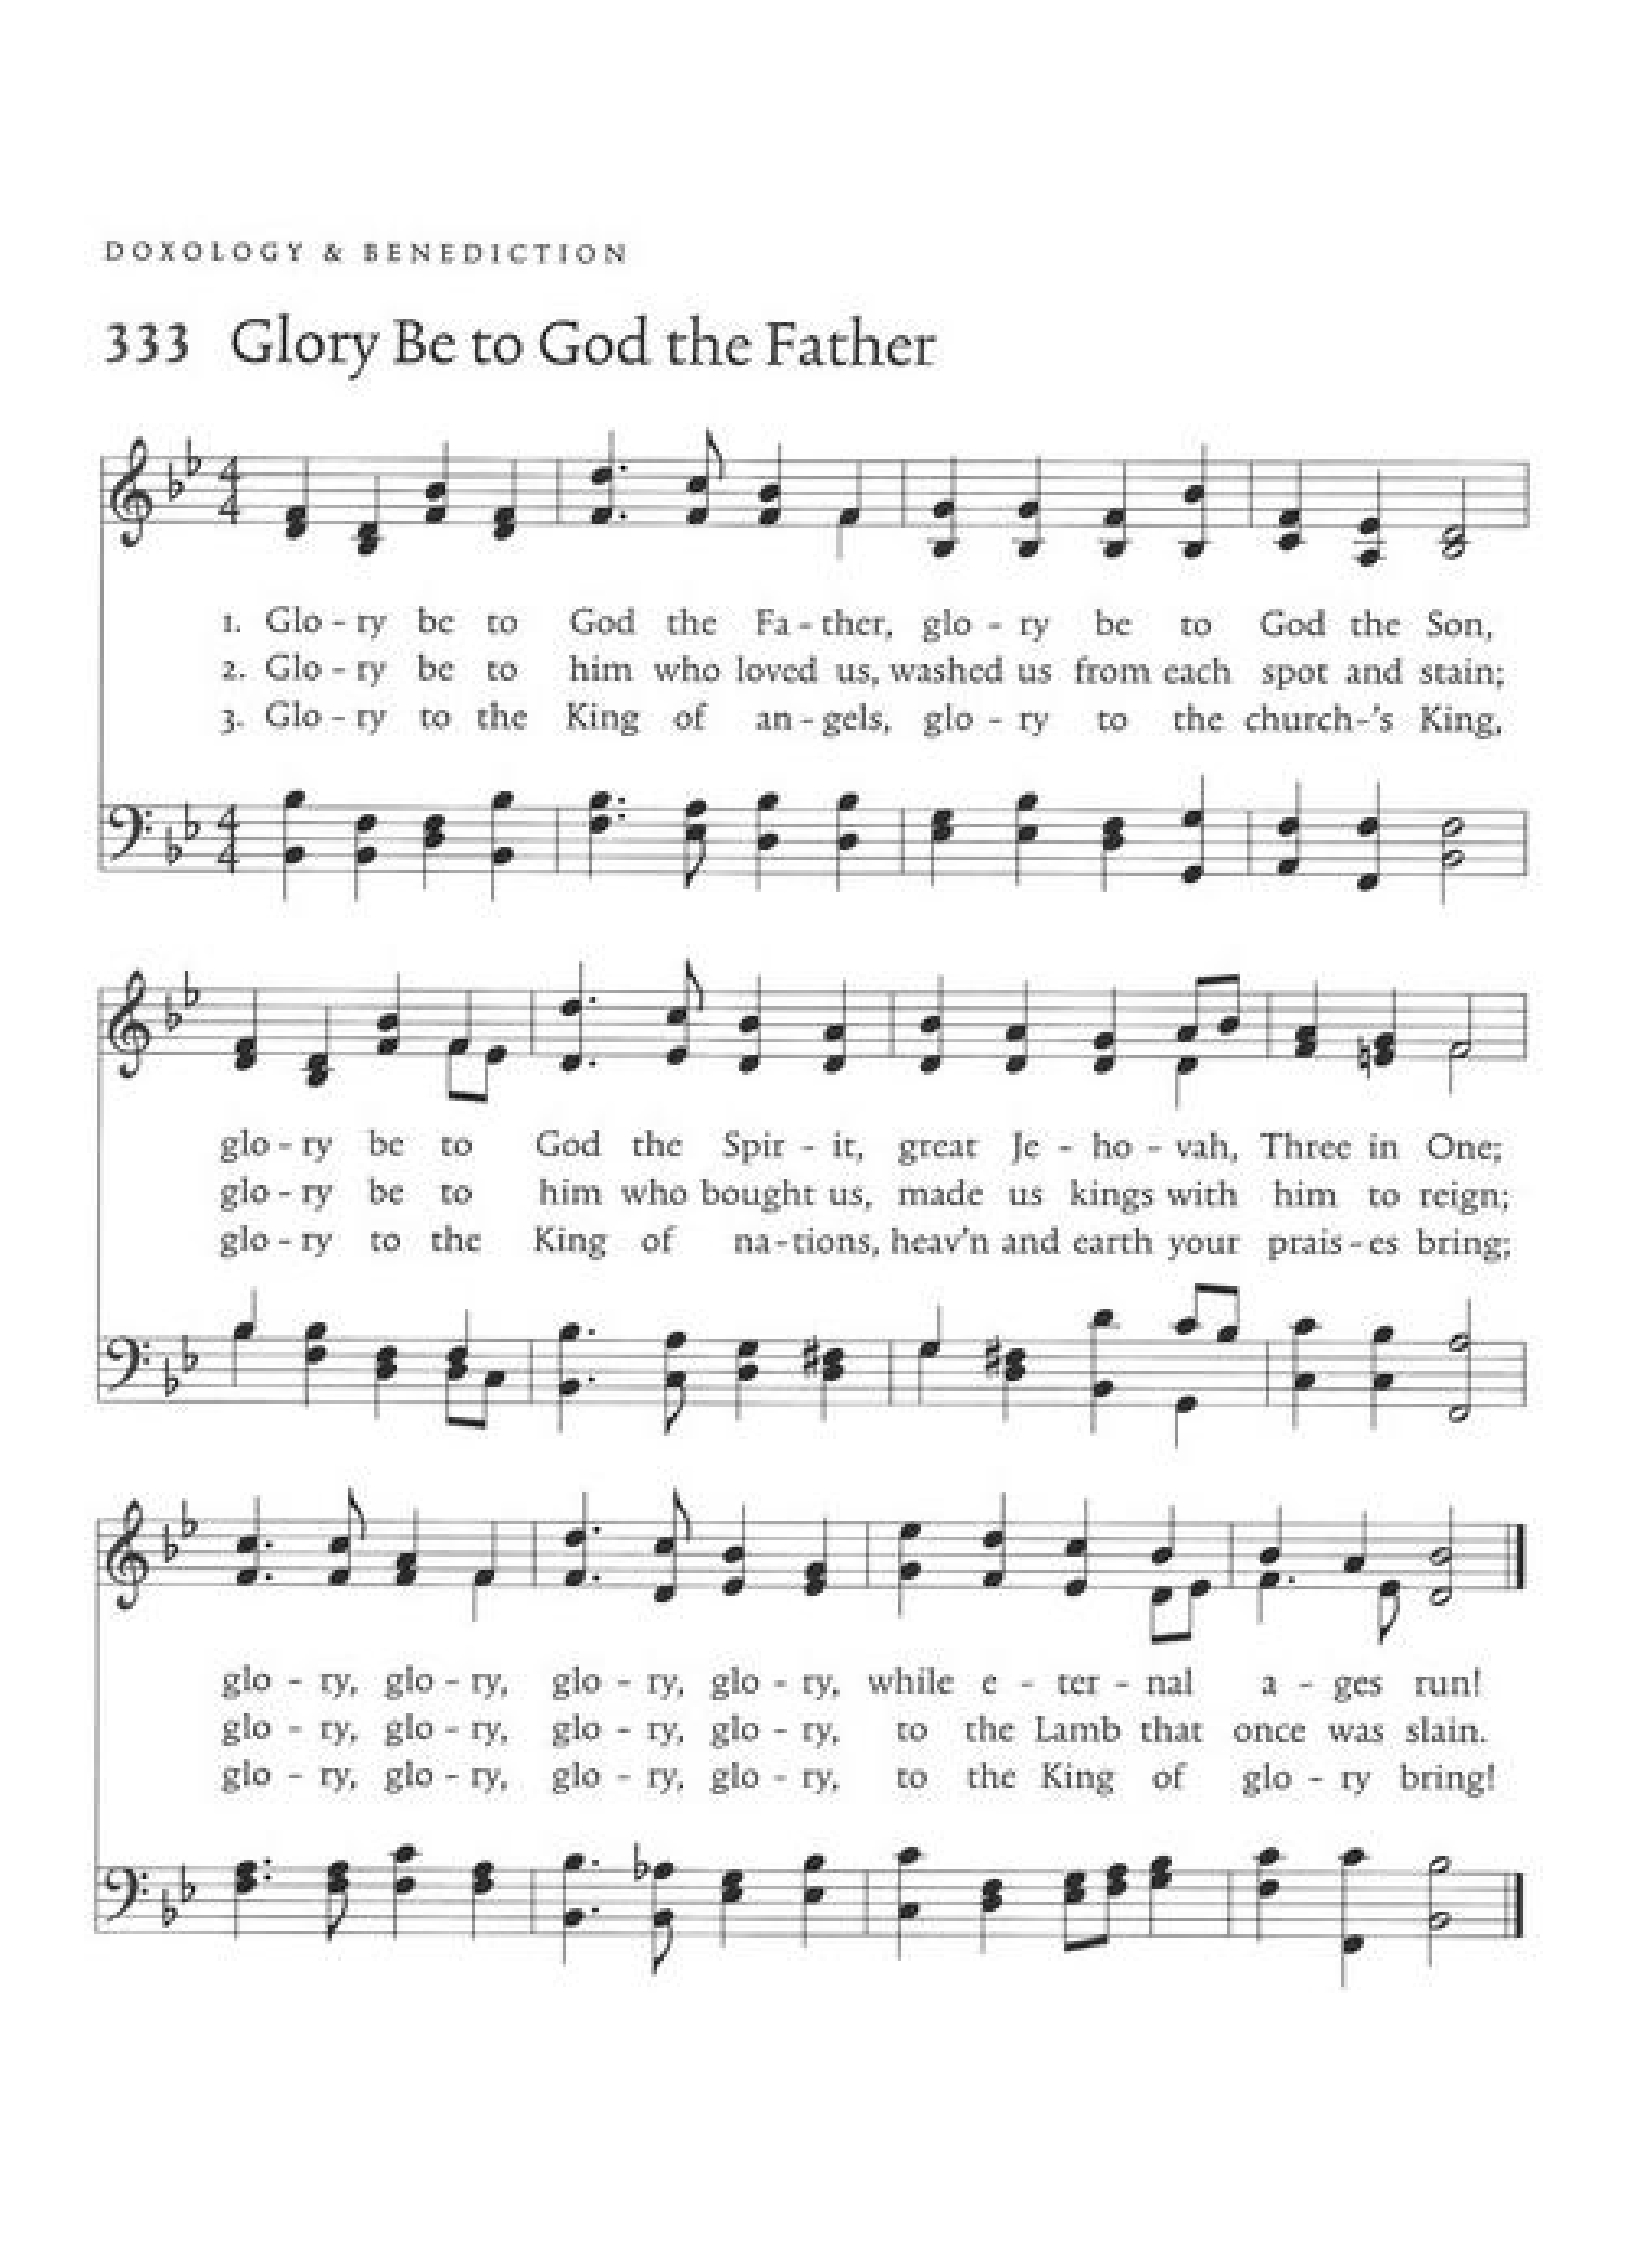 DOXOLOGY & BENEDICTION
333 Glory Be to God the Father
4 4
1. Glo - ry be to God the Fa - ther, glo - ry be to God the Son,
2. Glo - ry be to him who loved us, washed us from each spot and stain;
3. Glo - ry to the King of an - gels, glo - ry to the church-'s King,
4 4
glo - ry be to God the Spir - it, great Je - ho - vah, Three in One;
glo - ry be to him who bought us, made us kings with him to reign;
glo - ry to the King of na - tions, heav'n and earth your prais - es bring;
glo - ry, glo - ry, glo - ry, glo - ry, while e - ter - nal a - ges run!
glo - ry, glo - ry, glo - ry, glo - ry, to the Lamb that once was slain.
glo - ry, glo - ry, glo - ry, glo - ry, to the King of glo - ry bring!